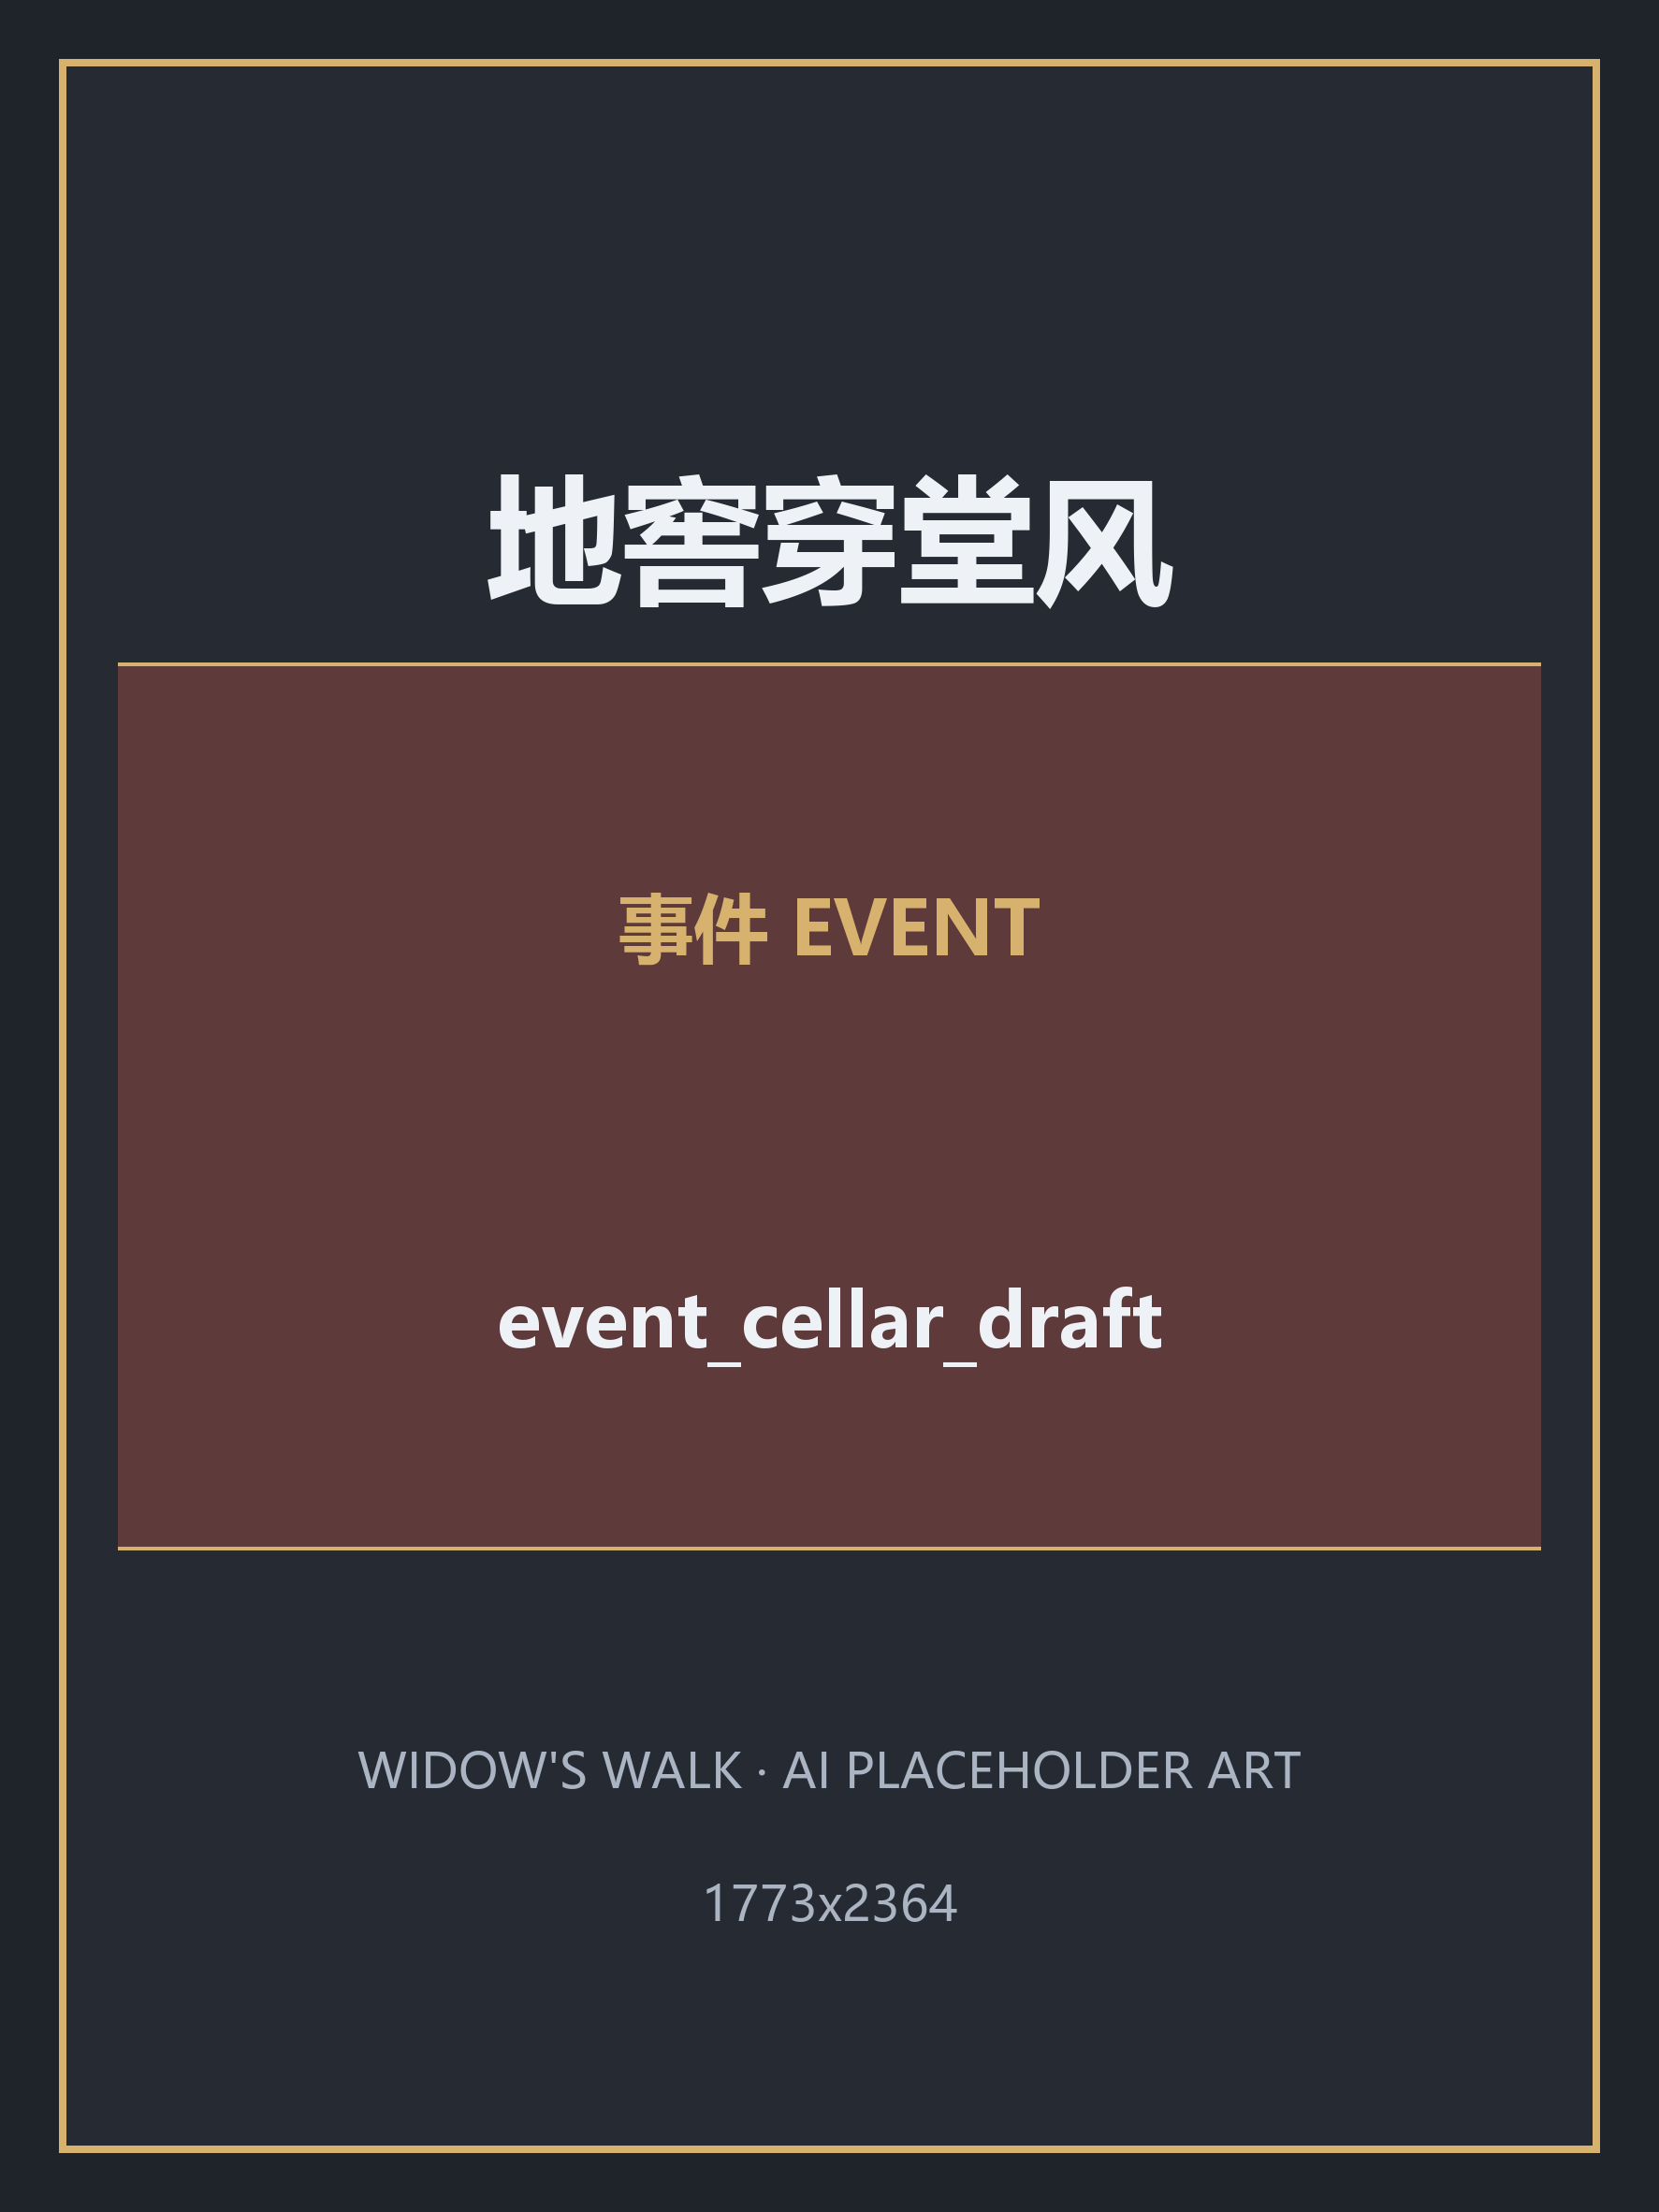 地窖穿堂风
事件 EVENT
event_cellar_draft
WIDOW'S WALK · AI PLACEHOLDER ART
1773x2364